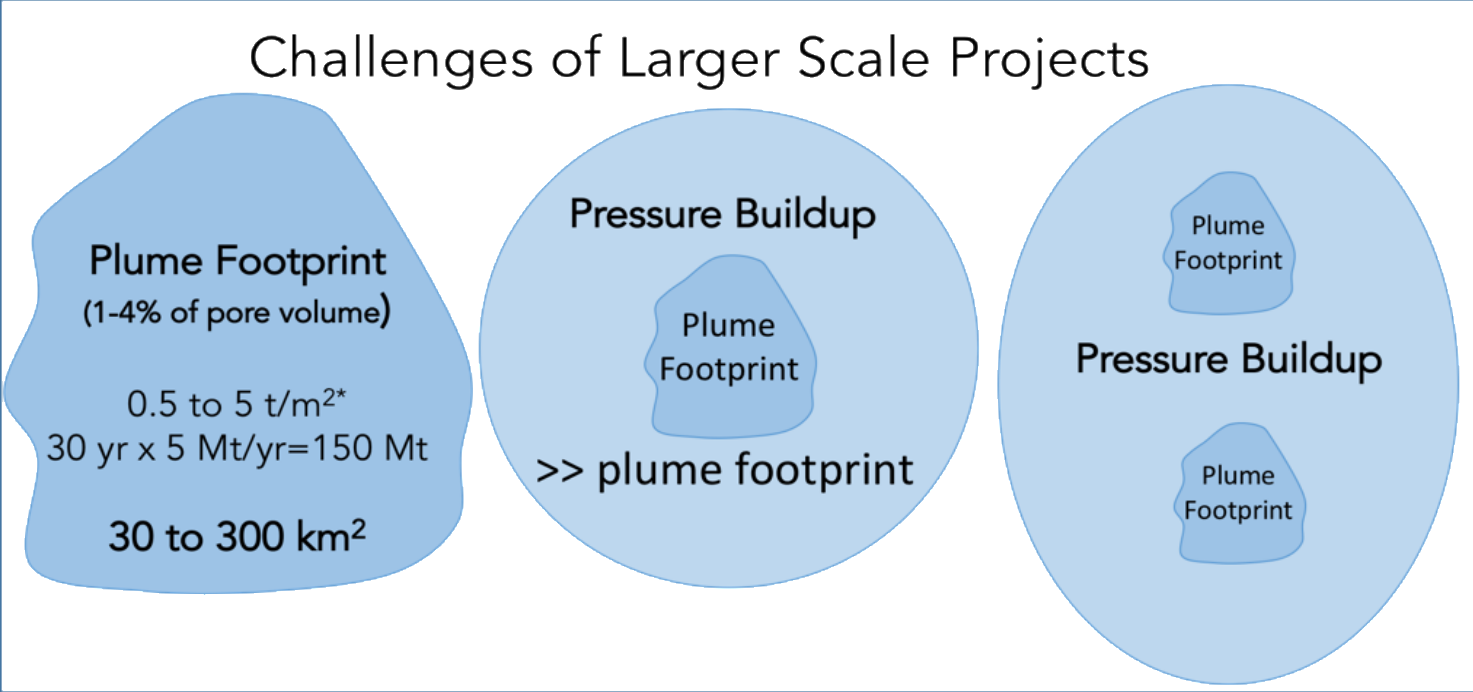 Challenges of Larger Scale Projects
Plume Footprint
(1-4% of pore volume)
0.5 to 5 t/m²*
30 yr x 5 Mt/yr=150 Mt
30 to 300 km²
Pressure Buildup
Plume
Footprint
>> plume footprint
Plume
Footprint
Pressure Buildup
Plume
Footprint